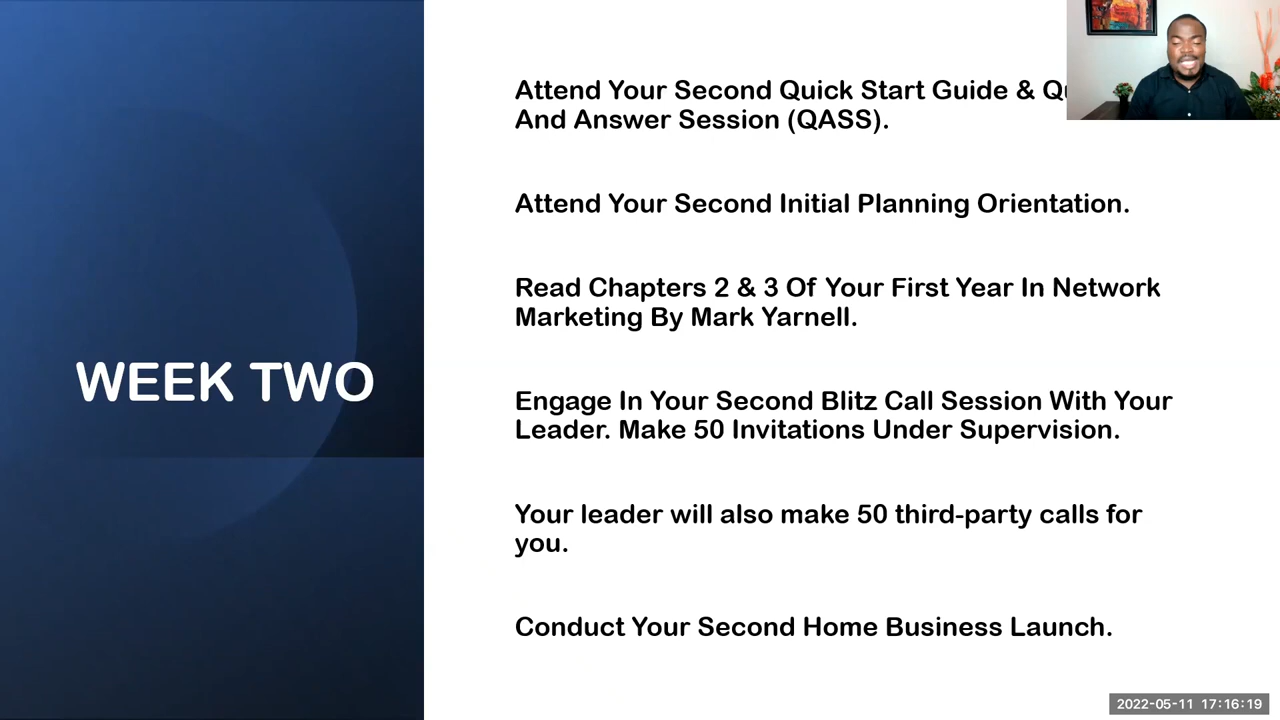 Attend Your Second Quick Start Guide &
And Answer Session (QASS).
Attend Your Second Initial Planning Orientation.
Read Chapters 2 & 3 Of Your First Year In Network
Marketing By Mark Yarnell.
WEEK TWO
Engage In Your Second Blitz Call Session With Your
Leader. Make 50 Invitations Under Supervision.
Your leader will also make 50 third-party calls for
you.
Conduct Your Second Home Business Launch.
2022-05-11 17:16:19